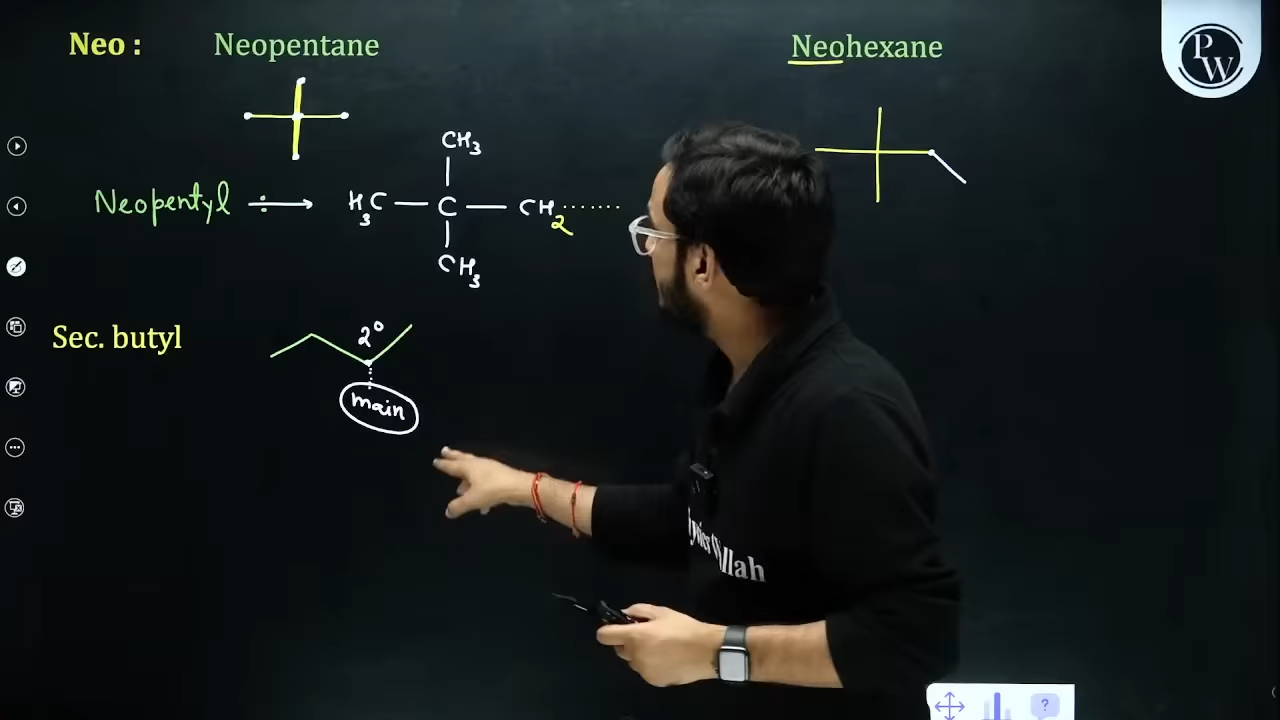 Neo : Neopentane Neohexane
PW
CH3
Neopentyl ÷ → H3C — C — CH2 .......
CH3
Sec. butyl 2°
main
?